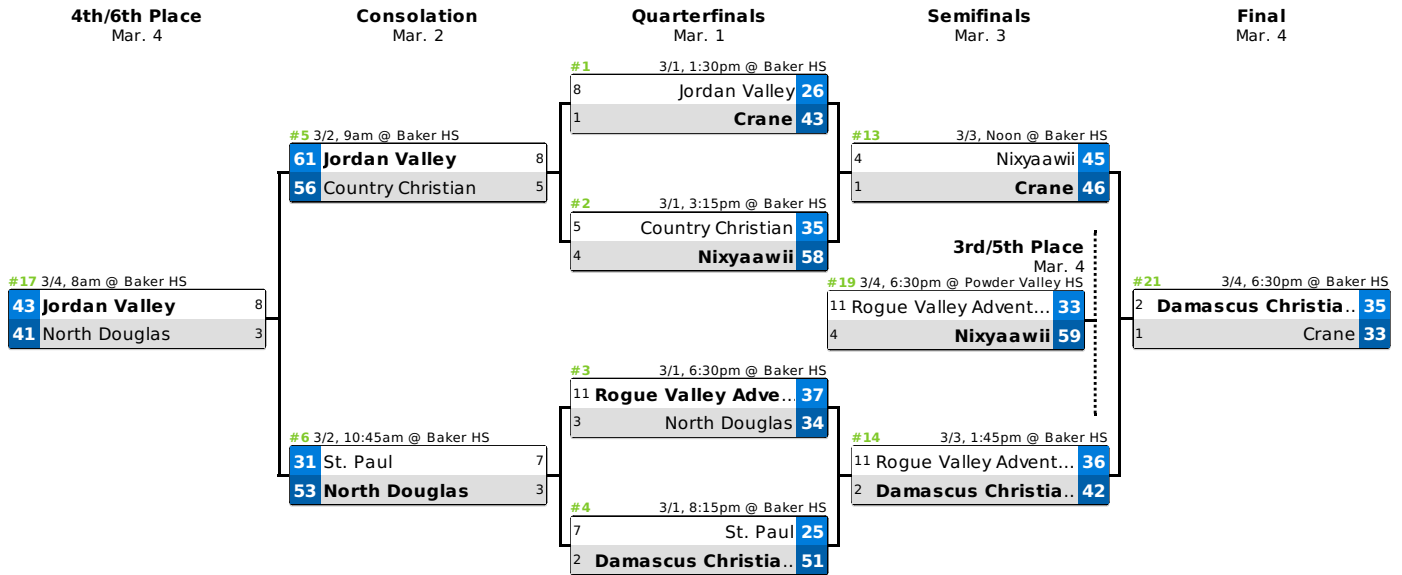 4th/6th Place
Mar. 4
Consolation
Mar. 2
Quarterfinals
Mar. 1
Semifinals
Mar. 3
Final
Mar. 4
#17 3/4, 8am @ Baker HS
43 Jordan Valley 8
41 North Douglas 3
#5 3/2, 9am @ Baker HS
61 Jordan Valley 8
56 Country Christian 5
#6 3/2, 10:45am @ Baker HS
31 St. Paul 7
53 North Douglas 3
#1 3/1, 1:30pm @ Baker HS
8 Jordan Valley 26
1 Crane 43
#2 3/1, 3:15pm @ Baker HS
5 Country Christian 35
4 Nixyaawii 58
#3 3/1, 6:30pm @ Baker HS
11 Rogue Valley Adve... 37
3 North Douglas 34
#4 3/1, 8:15pm @ Baker HS
7 St. Paul 25
2 Damascus Christia.. 51
#13 3/3, Noon @ Baker HS
4 Nixyaawii 45
1 Crane 46
3rd/5th Place
Mar. 4
#19 3/4, 6:30pm @ Powder Valley HS
11 Rogue Valley Advent... 33
4 Nixyaawii 59
#14 3/3, 1:45pm @ Baker HS
11 Rogue Valley Advent... 36
2 Damascus Christia.. 42
#21 3/4, 6:30pm @ Baker HS
2 Damascus Christia.. 35
1 Crane 33